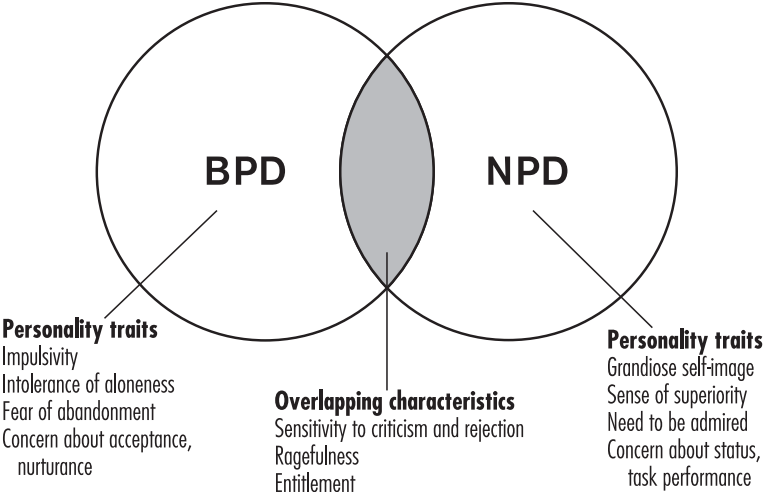 BPD
NPD
Personality traits
Impulsivity
Intolerance of aloneness
Fear of abandonment
Concern about acceptance,
nurturance
Overlapping characteristics
Sensitivity to criticism and rejection
Ragefulness
Entitlement
Personality traits
Grandiose self-image
Sense of superiority
Need to be admired
Concern about status,
task performance